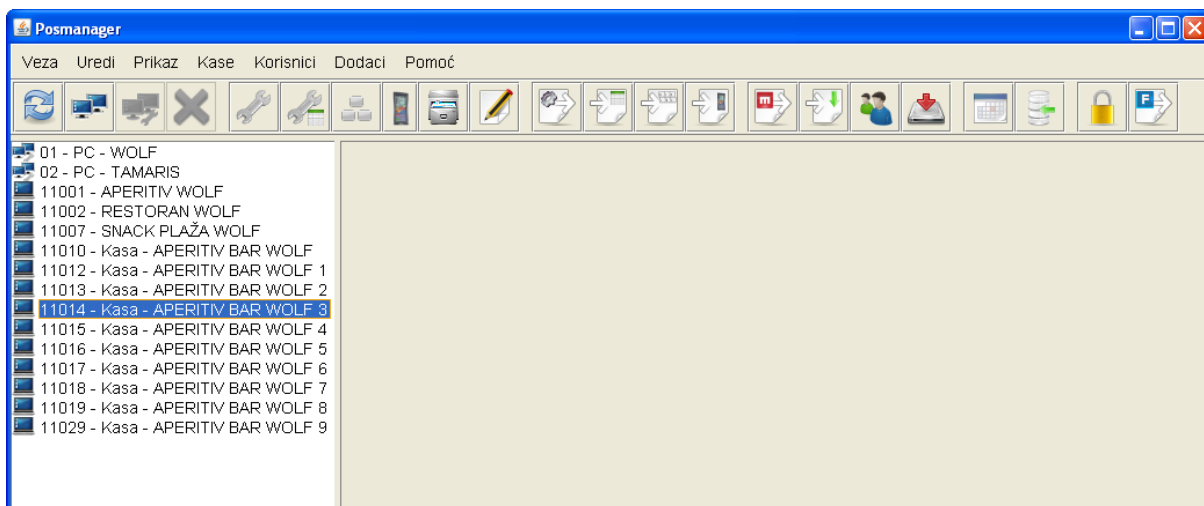 Posmanager
Veza Uredi Prikaz Kase Korisnici Dodaci Pomoć
m F
01 - PC - WOLF
02 - PC - TAMARIS
11001 - APERITIV WOLF
11002 - RESTORAN WOLF
11007 - SNACK PLAŽA WOLF
11010 - Kasa - APERITIV BAR WOLF
11012 - Kasa - APERITIV BAR WOLF 1
11013 - Kasa - APERITIV BAR WOLF 2
11014 - Kasa - APERITIV BAR WOLF 3
11015 - Kasa - APERITIV BAR WOLF 4
11016 - Kasa - APERITIV BAR WOLF 5
11017 - Kasa - APERITIV BAR WOLF 6
11018 - Kasa - APERITIV BAR WOLF 7
11019 - Kasa - APERITIV BAR WOLF 8
11029 - Kasa - APERITIV BAR WOLF 9